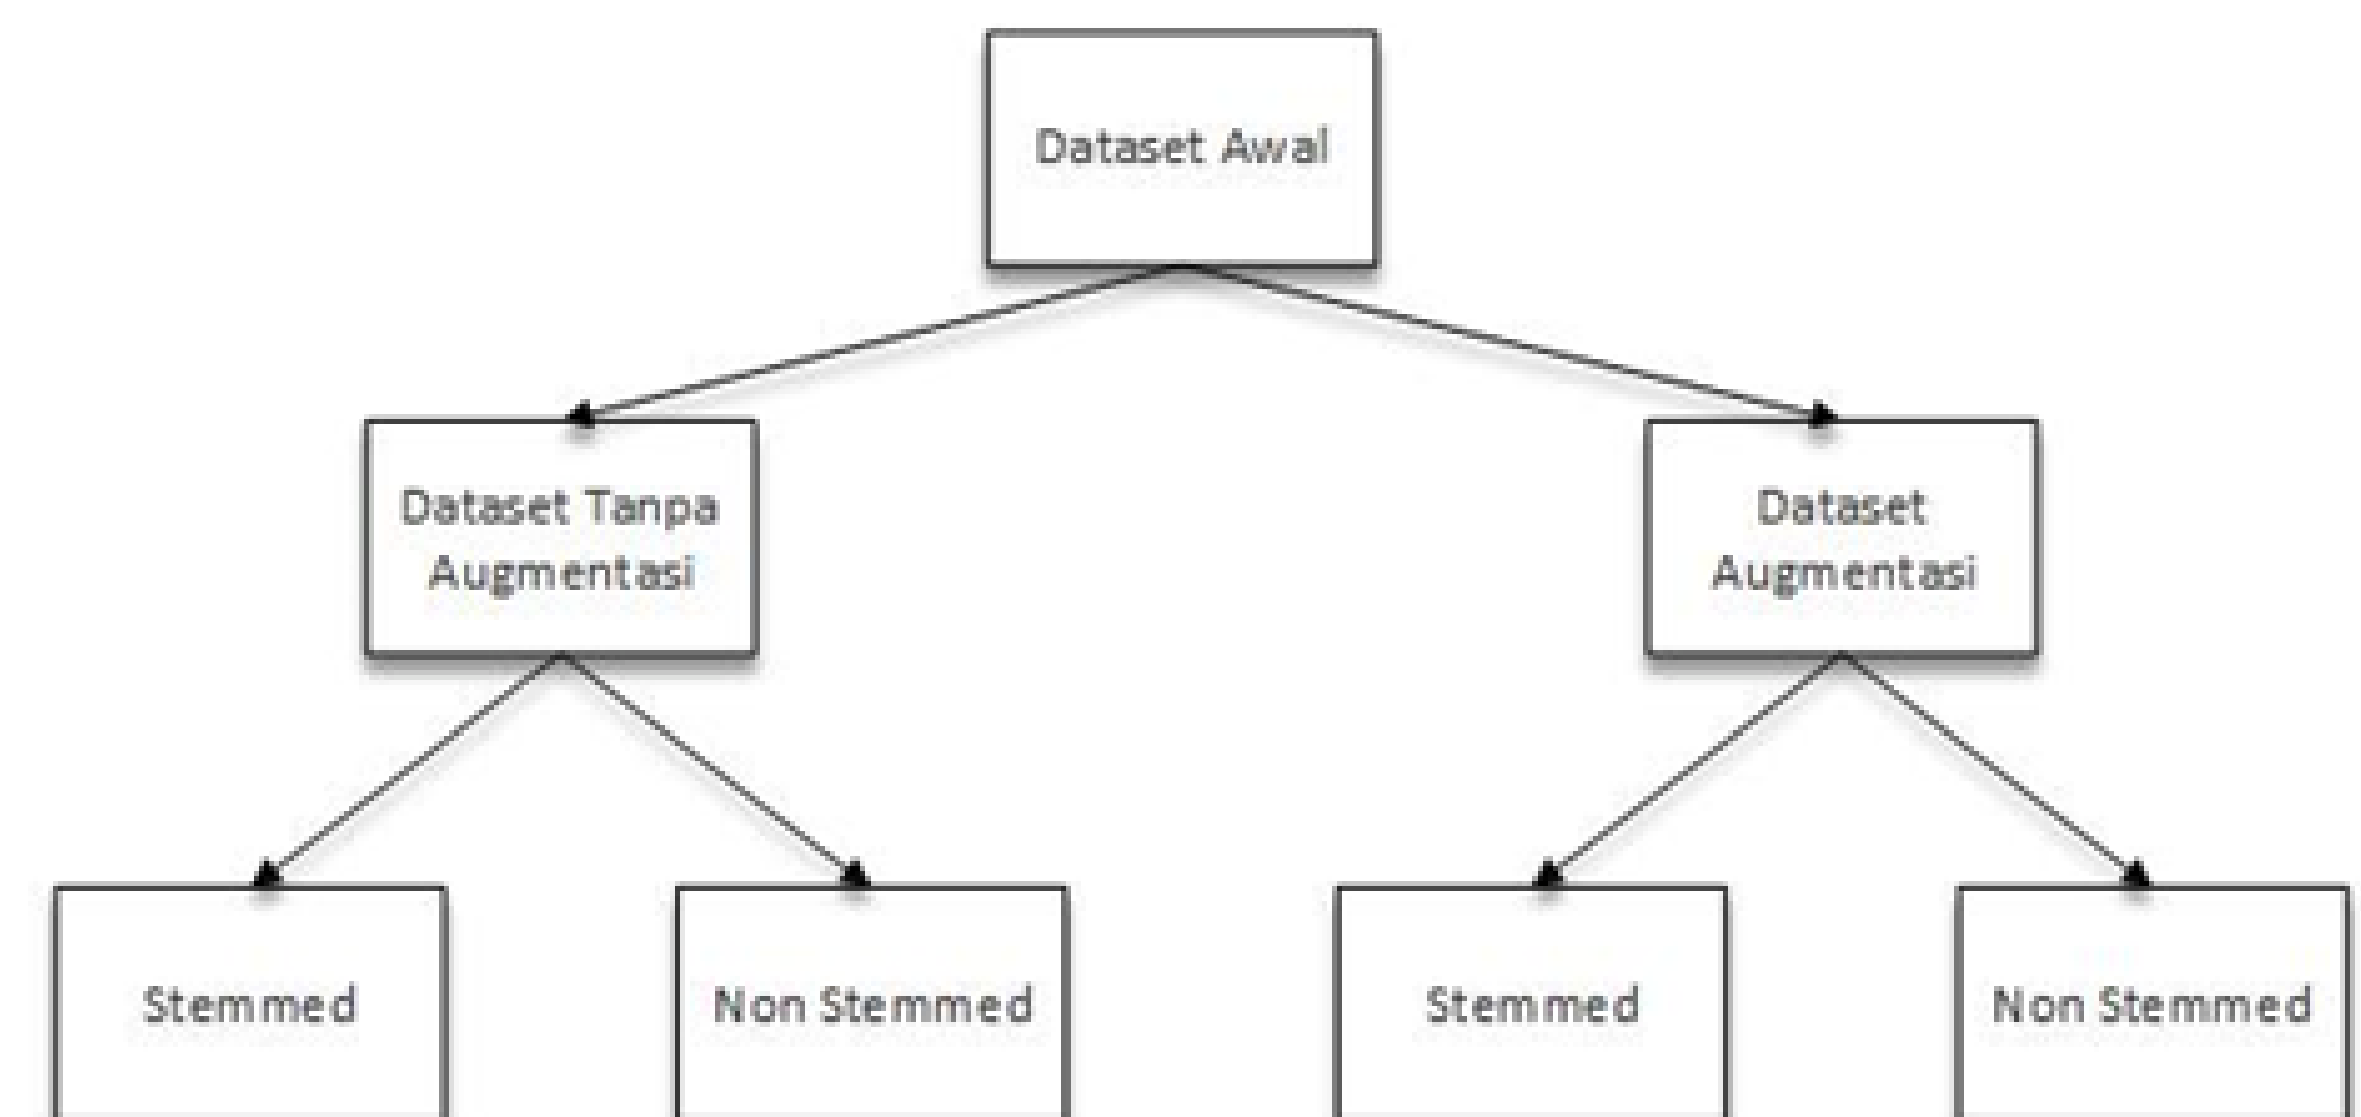 Dataset Awal
Dataset Tanpa
Augmentasi
Dataset
Augmentasi
Stemmed
Non Stemmed
Stemmed
Non Stemmed